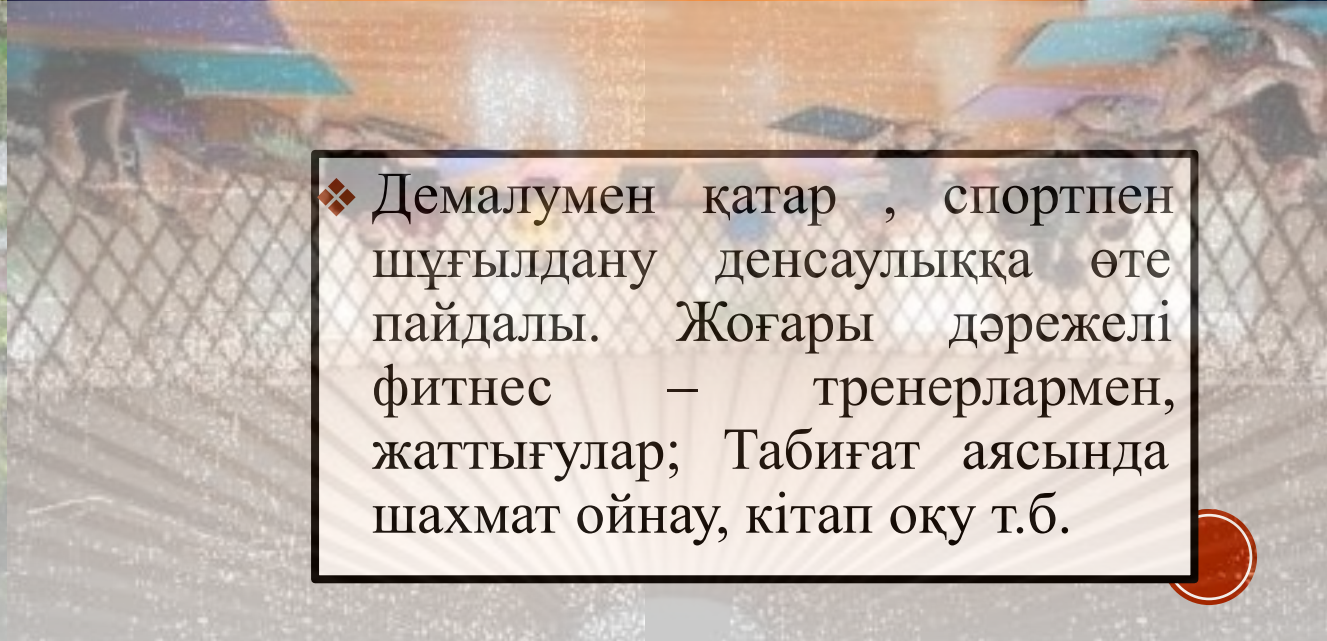 Демалумен қатар , спортпен
шұғылдану денсаулыққа өте
пайдалы. Жоғары дәрежелі
фитнес – тренерлармен,
жаттығулар; Табиғат аясында
шахмат ойнау, кітап оқу т.б.